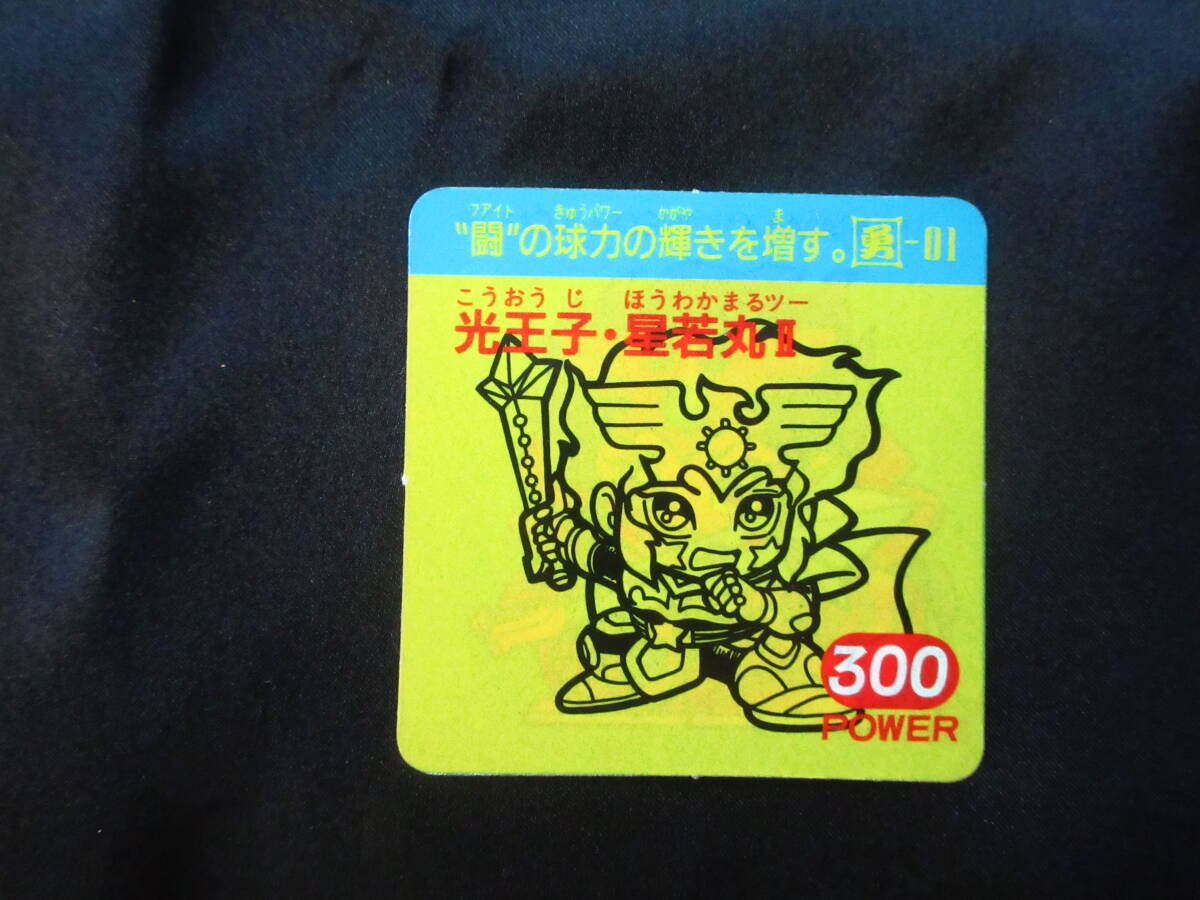 フアイト きゅうパワー かがや ま
“闘”の球力の輝きを増す。勇-01
こうおうじ ほうわかまるツー
光王子・星若丸Ⅱ
300
POWER